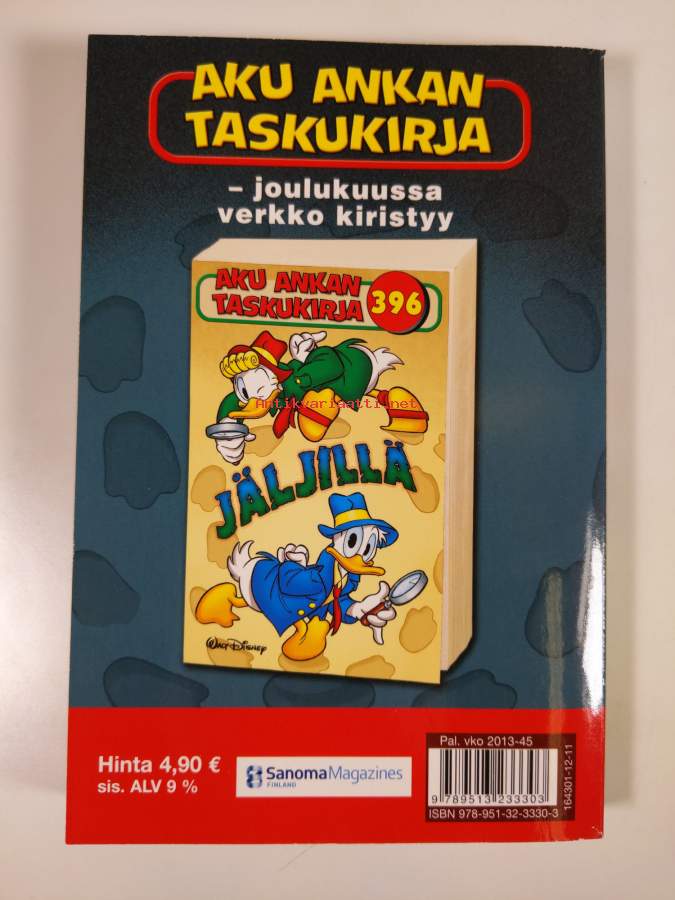 AKU ANKAN
TASKUKIRJA
– joulukuussa
verkko kiristyy
AKU ANKAN
TASKUKIRJA
396
Antikvariaatti.net
JÄLJILLÄ
Walt Disney
Hinta 4,90 €
sis. ALV 9 %
SanomaMagazines
FINLAND
Pal. vko 2013-45
9 789513 233303
ISBN 978-951-32-3330-3
164301-12-11